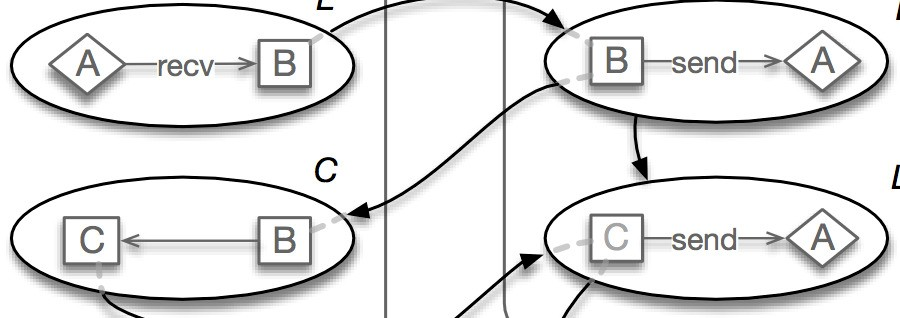 A recv B
B send A
C
C B
C send A